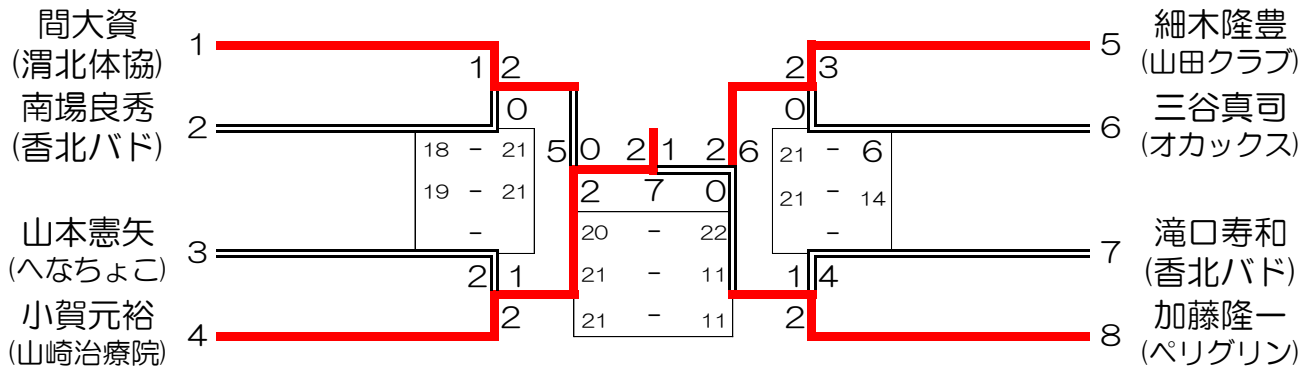 間大資
(渭北体協)
1
南場良秀
(香北バド)
2
山本憲矢
(へなちょこ)
3
小賀元裕
(山崎治療院)
4
1 2
0
18 - 21
19 - 21
-
2 1
2
5 0 2 1 2 6
2 7 0
20 - 22
21 - 11
21 - 11
2 3
0
21 - 6
21 - 14
-
1 4
2
5
細木隆豊
(山田クラブ)
6
三谷真司
(オカックス)
7
滝口寿和
(香北バド)
8
加藤隆一
(ペリグリン)